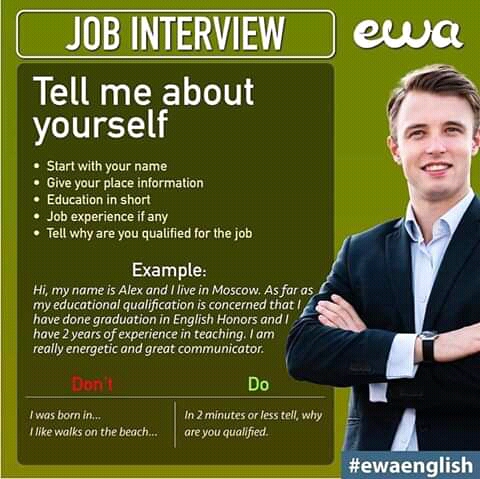 JOB INTERVIEW
ewa
Tell me about
yourself
• Start with your name
• Give your place information
• Education in short
• Job experience if any
• Tell why are you qualified for the job
Example:
Hi, my name is Alex and I live in Moscow. As far as
my educational qualification is concerned that I
have done graduation in English Honors and I
have 2 years of experience in teaching. I am
really energetic and great communicator.
Don't
Do
I was born in...
I like walks on the beach...
In 2 minutes or less tell, why
are you qualified.
#ewaenglish